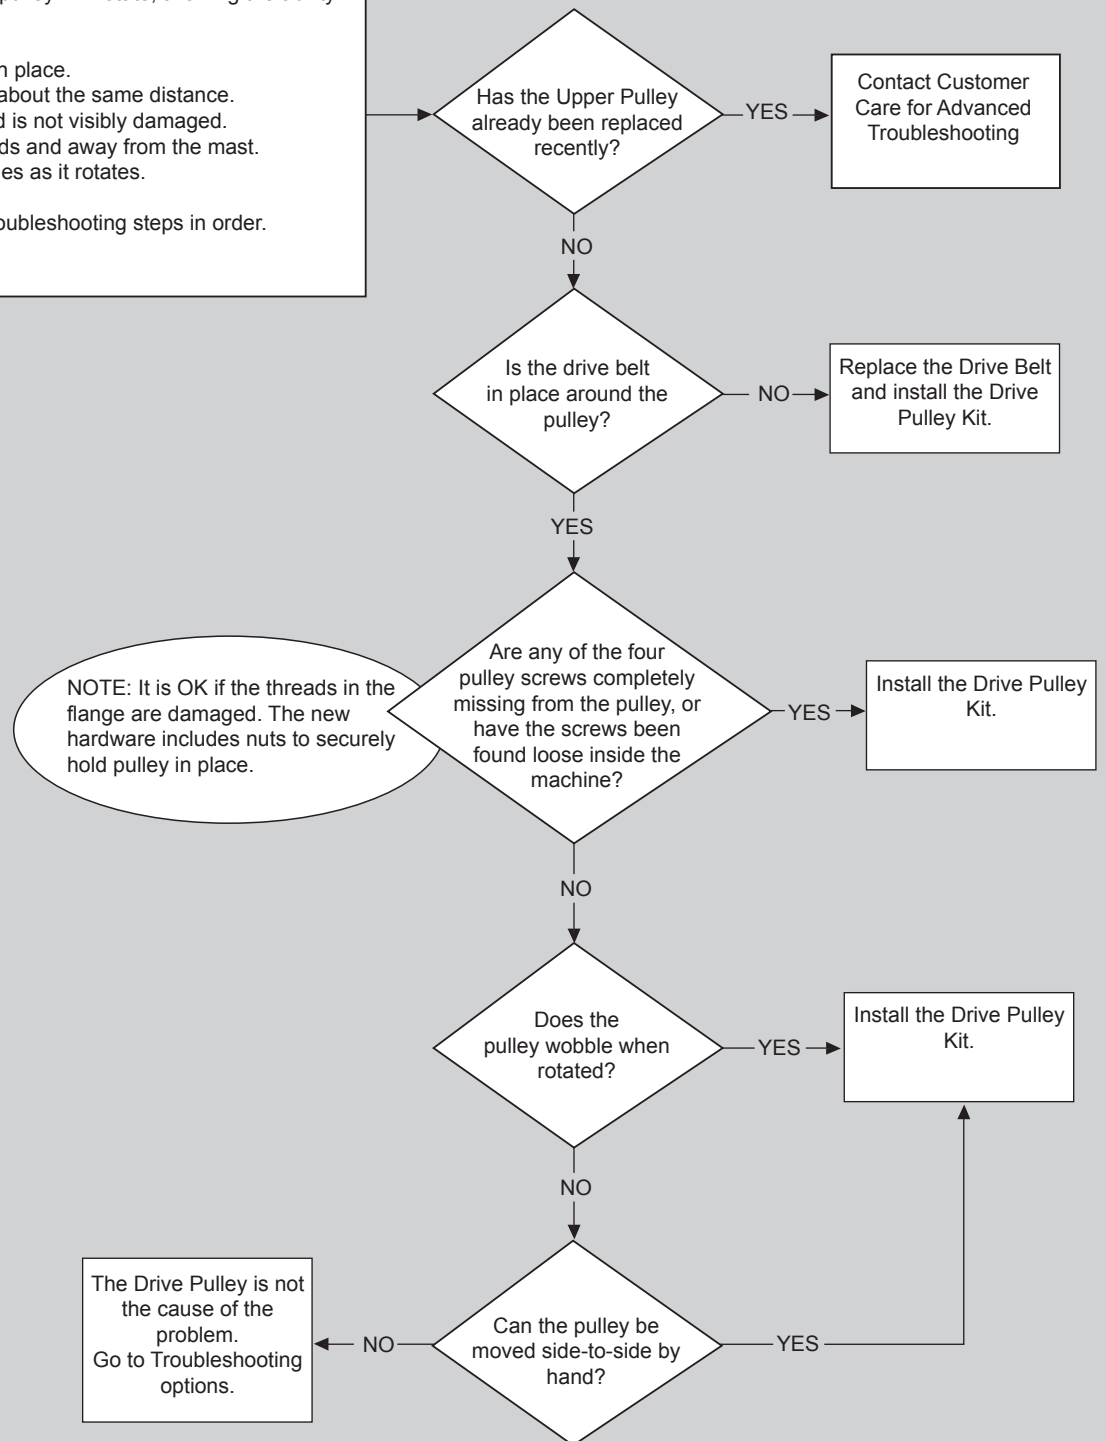 n place.
about the same distance.
d is not visibly damaged.
ds and away from the mast.
es as it rotates.
oubleshooting steps in order.
Has the Upper Pulley
already been replaced
recently?
YES
Contact Customer
Care for Advanced
Troubleshooting
NO
Is the drive belt
in place around the
pulley?
NO
Replace the Drive Belt
and install the Drive
Pulley Kit.
YES
NOTE: It is OK if the threads in the
flange are damaged. The new
hardware includes nuts to securely
hold pulley in place.
Are any of the four
pulley screws completely
missing from the pulley, or
have the screws been
found loose inside the
machine?
YES
Install the Drive Pulley
Kit.
NO
Does the
pulley wobble when
rotated?
YES
Install the Drive Pulley
Kit.
NO
Can the pulley be
moved side-to-side by
hand?
YES
NO
The Drive Pulley is not
the cause of the
problem.
Go to Troubleshooting
options.